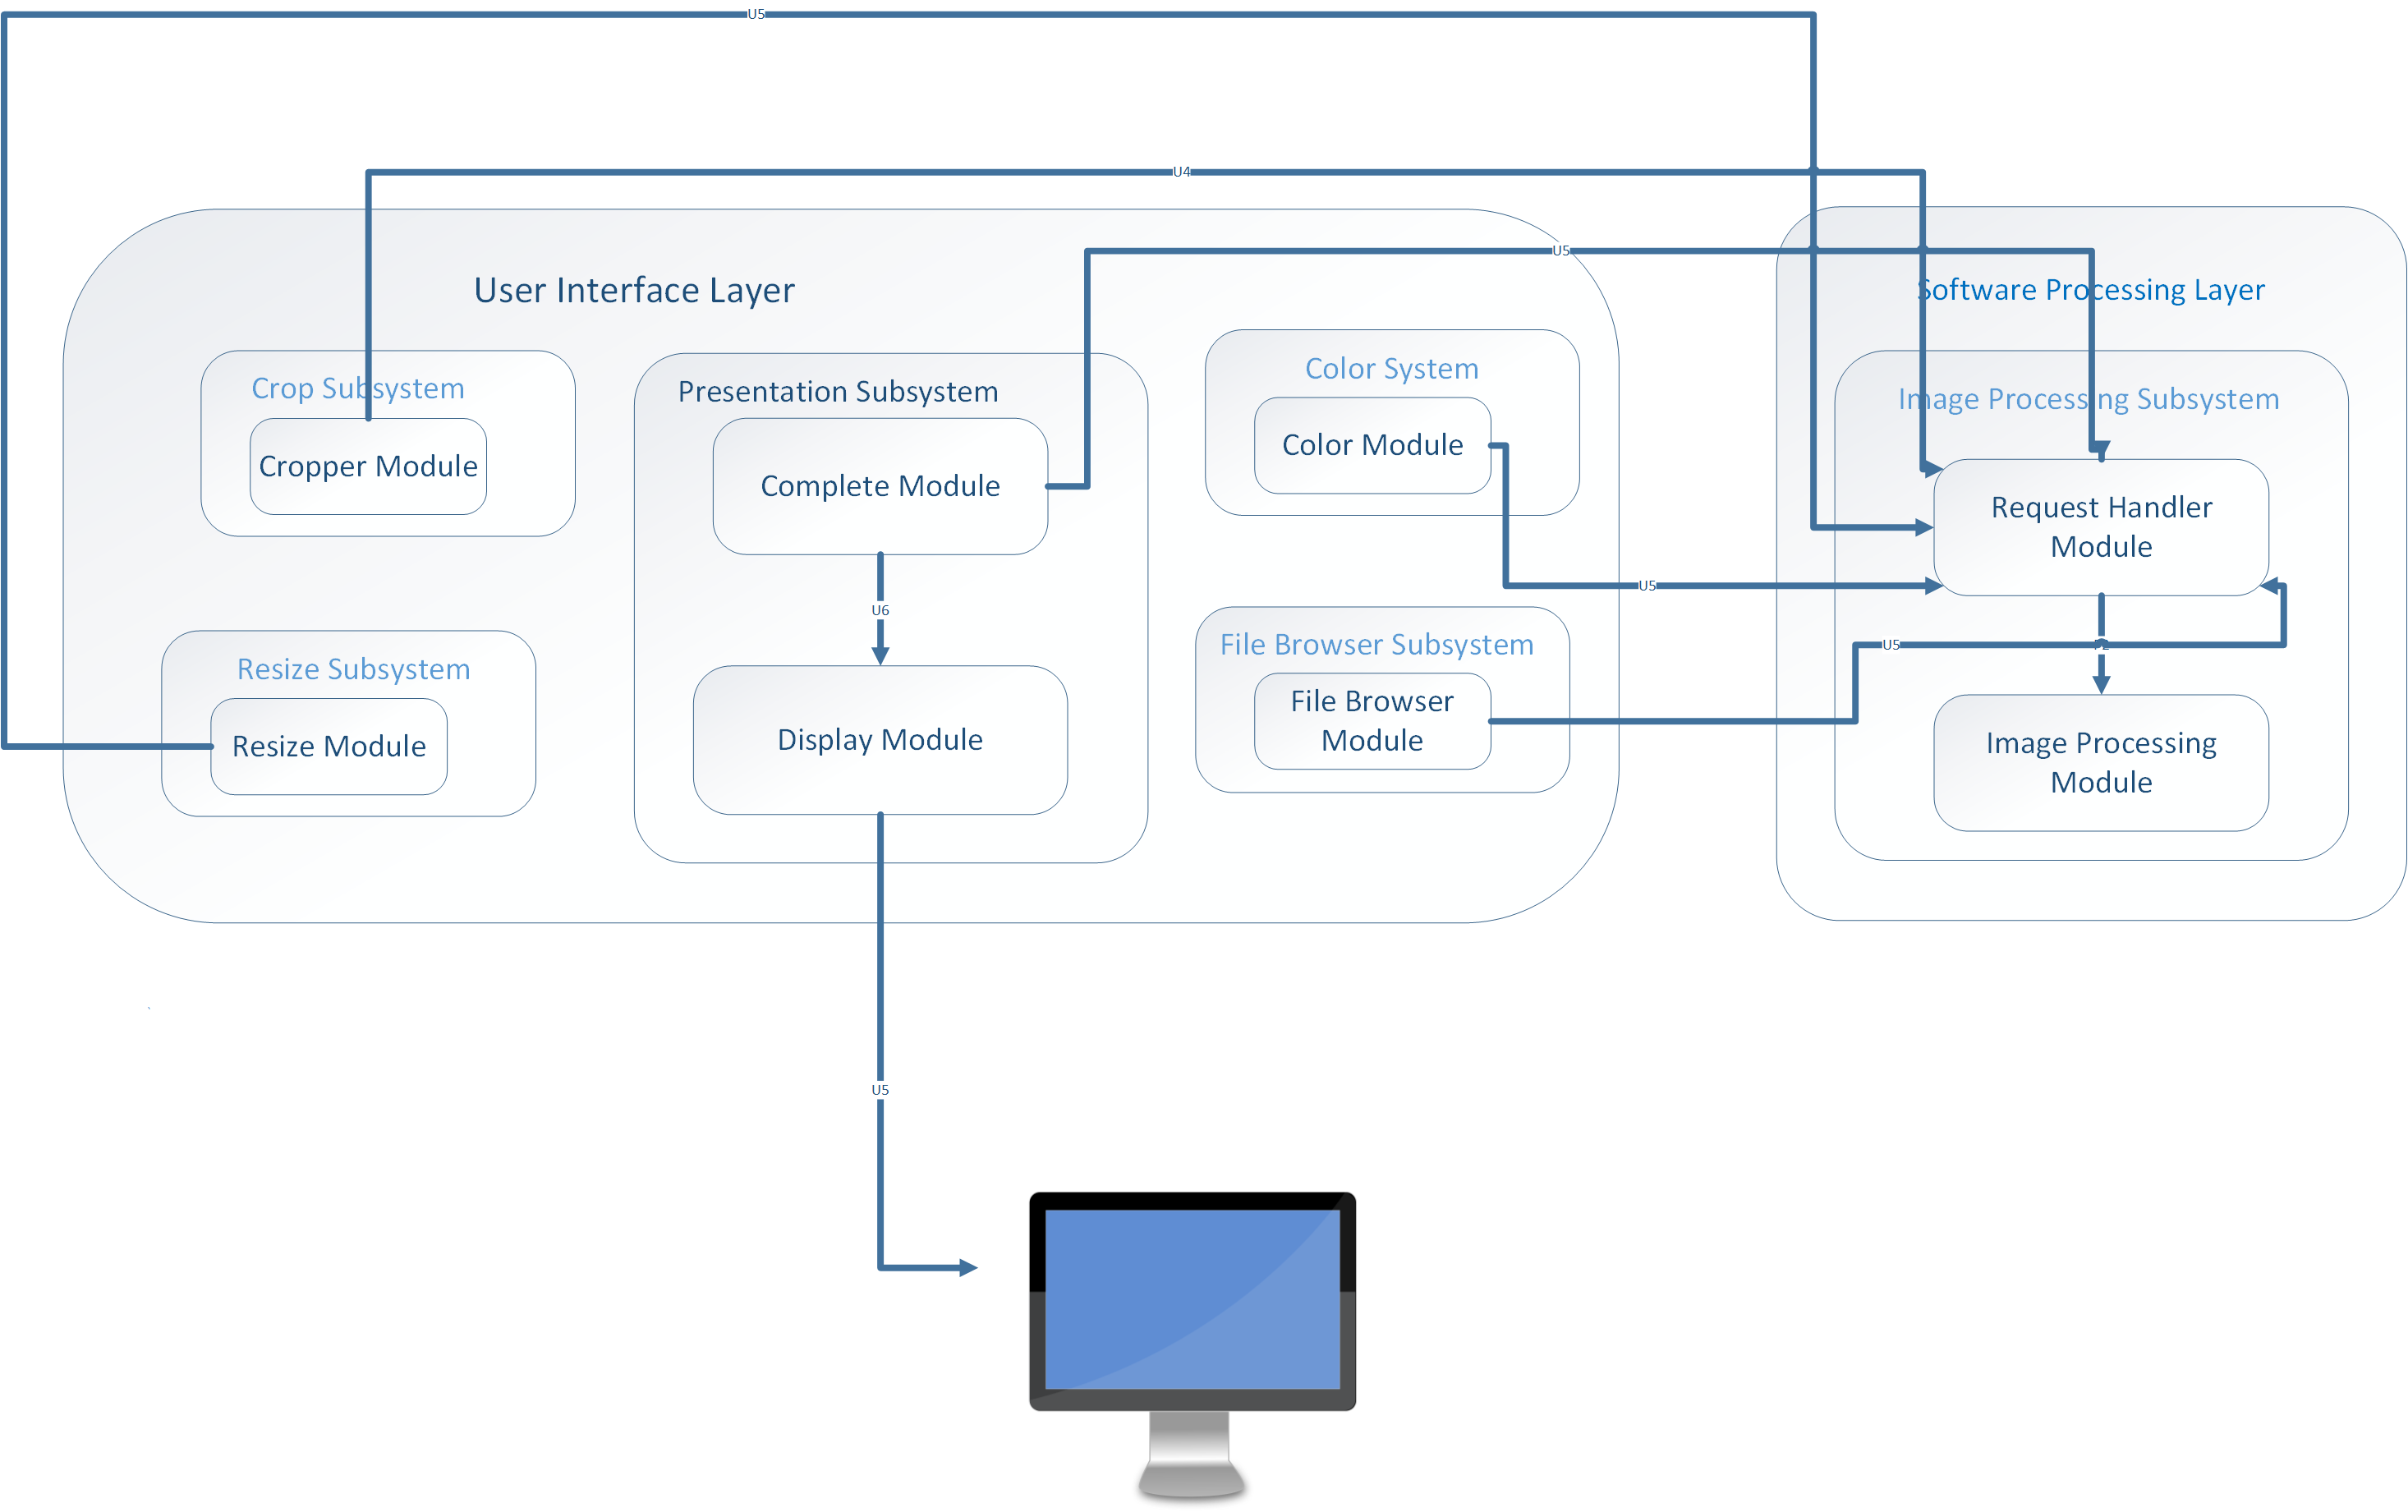 U5
U4
U5
User Interface Layer
Software Processing Layer
Crop Subsystem
Cropper Module
Presentation Subsystem
Complete Module
Color System
Color Module
Image Processing Subsystem
Request Handler
Module
U5
U6
Resize Subsystem
Resize Module
Display Module
File Browser Subsystem
File Browser
Module
U5
Image Processing
Module
U5